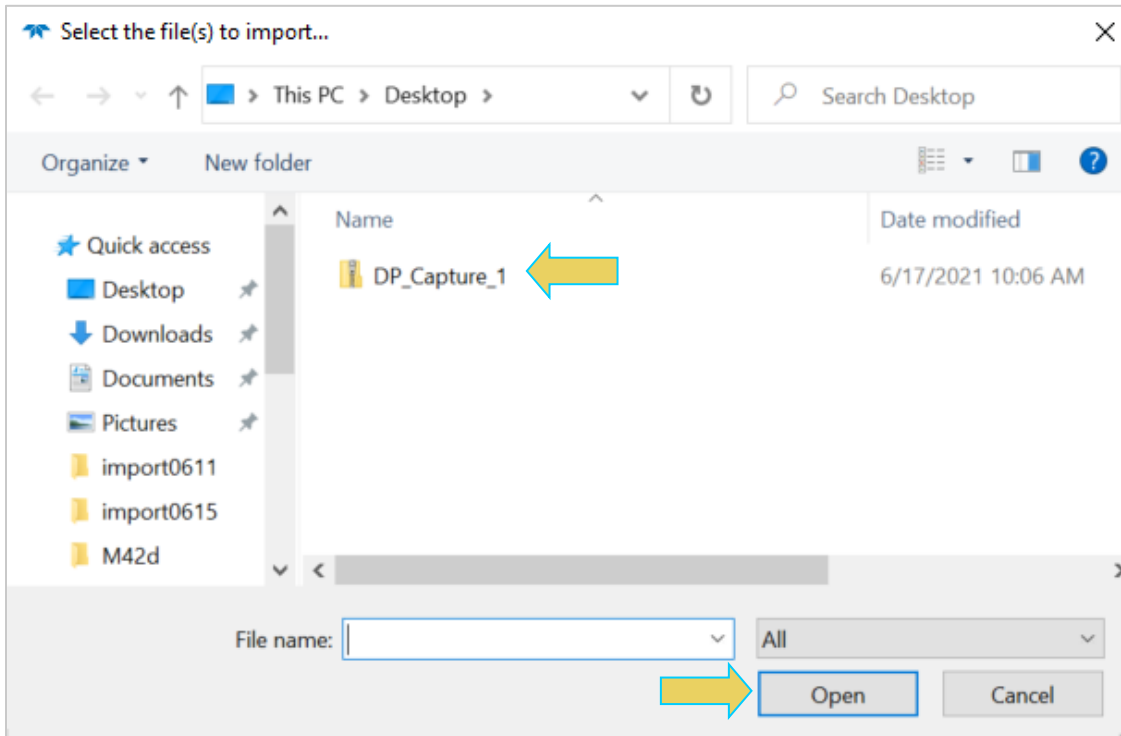 Select the file(s) to import...
This PC > Desktop >
Search Desktop
Organize
New folder
?
Name
Date modified
Quick access
Desktop
Downloads
Documents
Pictures
import0611
import0615
M42d
DP_Capture_1
6/17/2021 10:06 AM
File name:
All
Open
Cancel